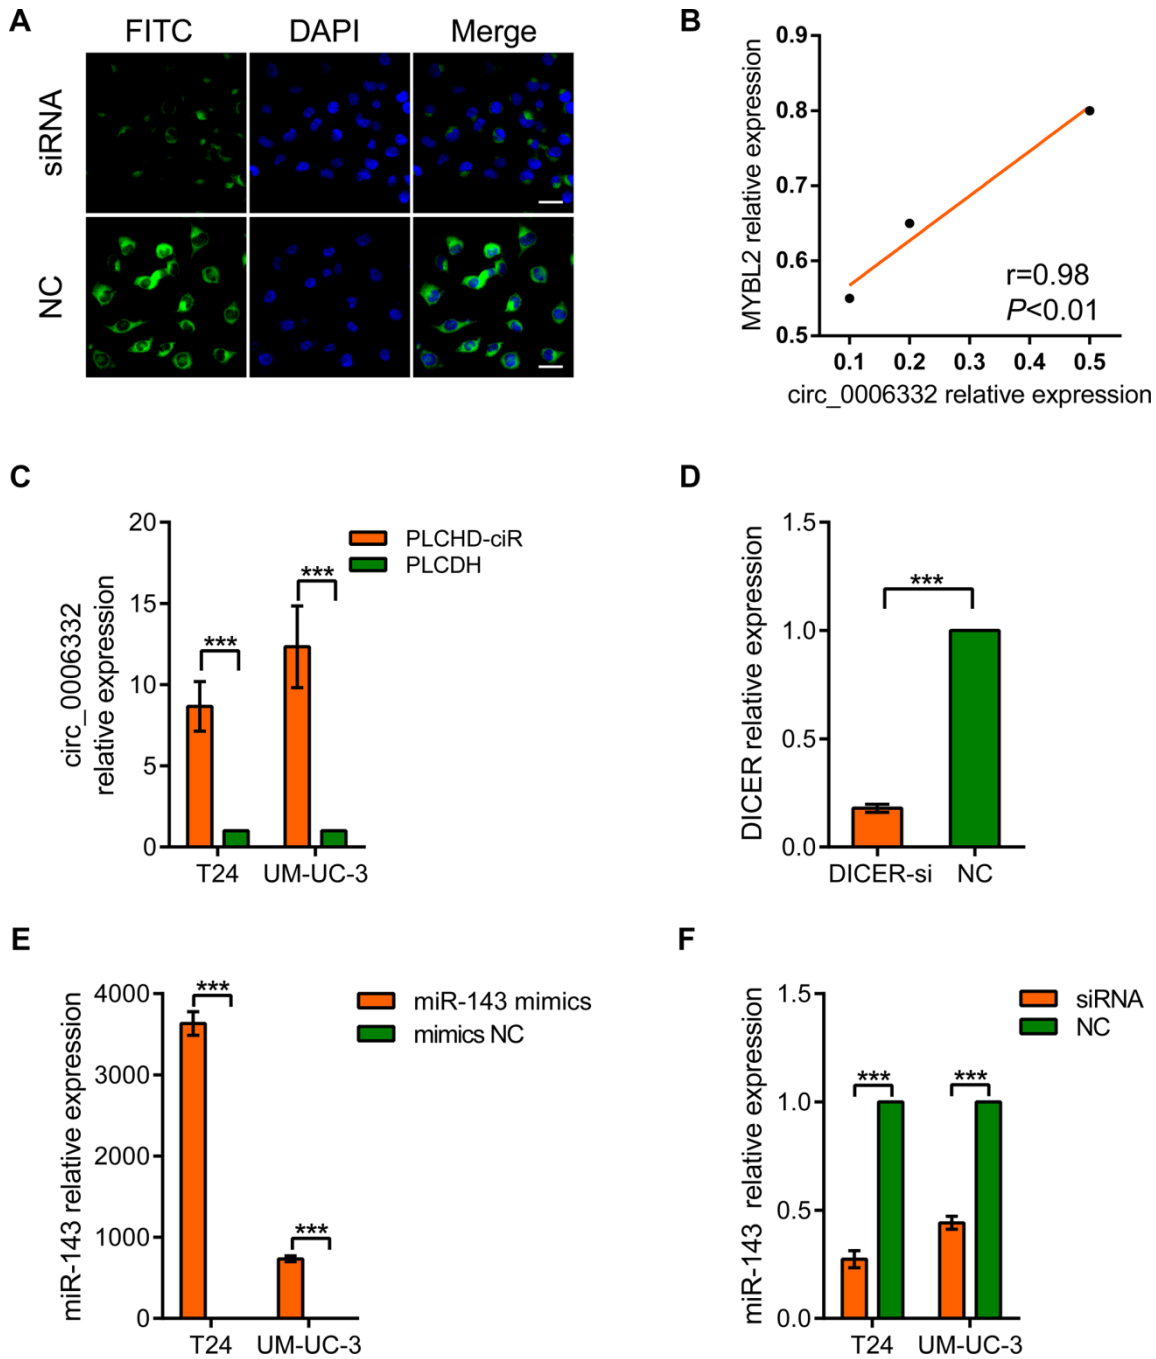 A
FITC DAPI Merge
siRNA
NC
B
MYBL2 relative expression
0.9
0.8
0.7
0.6
0.5
r=0.98
P<0.01
0.1 0.2 0.3 0.4 0.5
circ_0006332 relative expression
C
circ_0006332
relative expression
20
15
10
5
0
PLCHD-ciR
PLCDH
***
***
T24 UM-UC-3
D
DICER relative expression
1.5
1.0
0.5
0.0
***
DICER-si NC
E
miR-143 relative expression
4000
3000
2000
1000
0
miR-143 mimics
mimics NC
***
***
T24 UM-UC-3
F
miR-143 relative expression
1.5
1.0
0.5
0.0
siRNA
NC
*** ***
T24 UM-UC-3